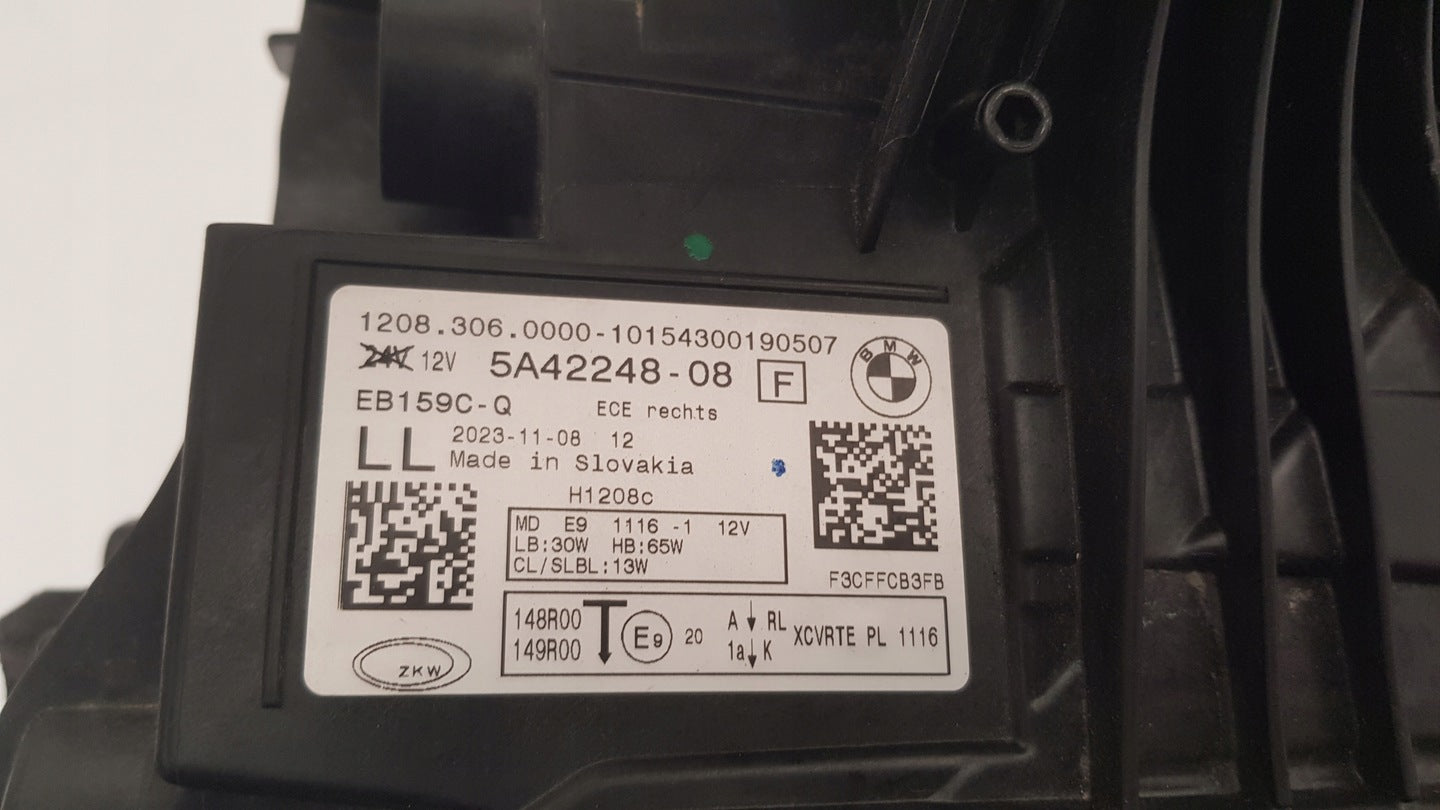 1208.306.0000-10154300190507
24V 12V 5A42248-08 F
BMW
EB159C-Q ECE rechts
LL 2023-11-08 12
Made in Slovakia
H1208c
MD E9 1116 -1 12V
LB:30W HB:65W
CL/SLBL:13W
F3CFFCB3FB
148R00 T E9 20 A ↓ RL XCVRTE PL 1116
149R00 1a ↓ K
ZKW